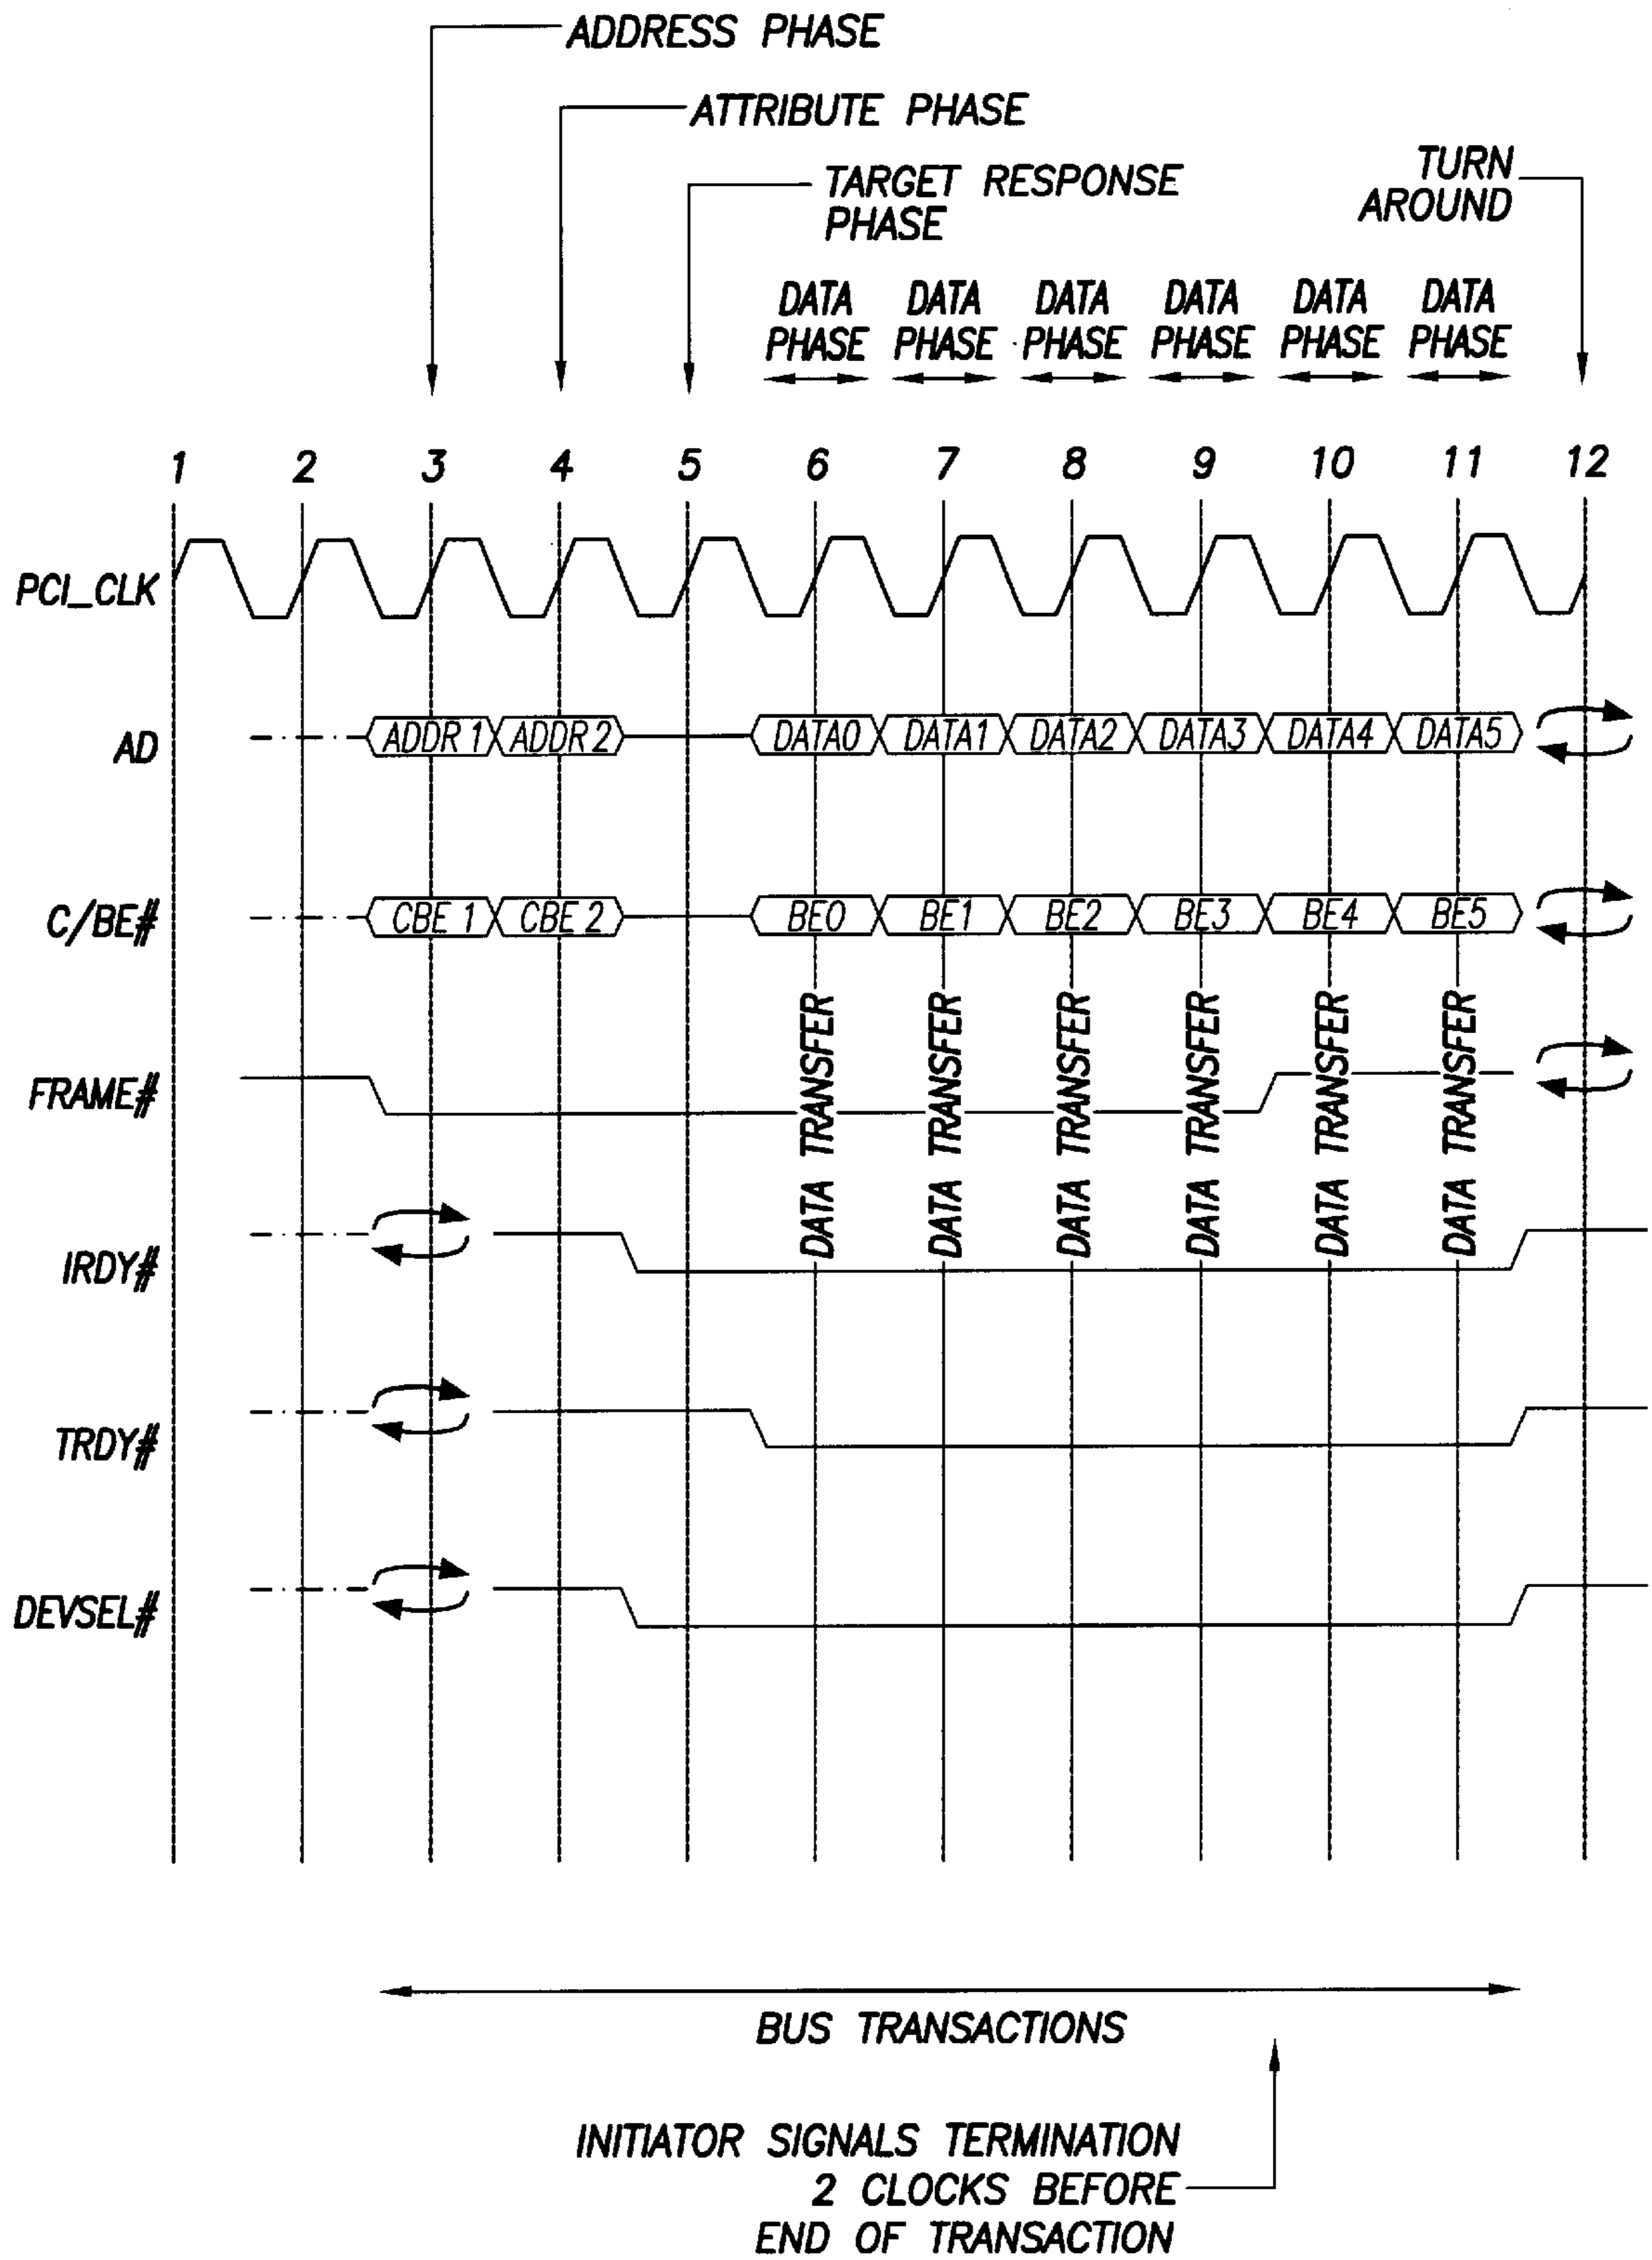 ADDRESS PHASE
ATTRIBUTE PHASE
TARGET RESPONSE
PHASE
TURN
AROUND
DATA DATA DATA DATA DATA DATA
PHASE PHASE PHASE PHASE PHASE PHASE
1 2 3 4 5 6 7 8 9 10 11 12
PCI_CLK
AD ADDR 1 ADDR 2 DATA0 DATA1 DATA2 DATA3 DATA4 DATA5
C/BE# CBE 1 CBE 2 BE0 BE1 BE2 BE3 BE4 BE5
DATA TRANSFER
DATA TRANSFER
DATA TRANSFER
DATA TRANSFER
DATA TRANSFER
DATA TRANSFER
FRAME#
IRDY#
TRDY#
DEVSEL#
BUS TRANSACTIONS
INITIATOR SIGNALS TERMINATION
2 CLOCKS BEFORE
END OF TRANSACTION